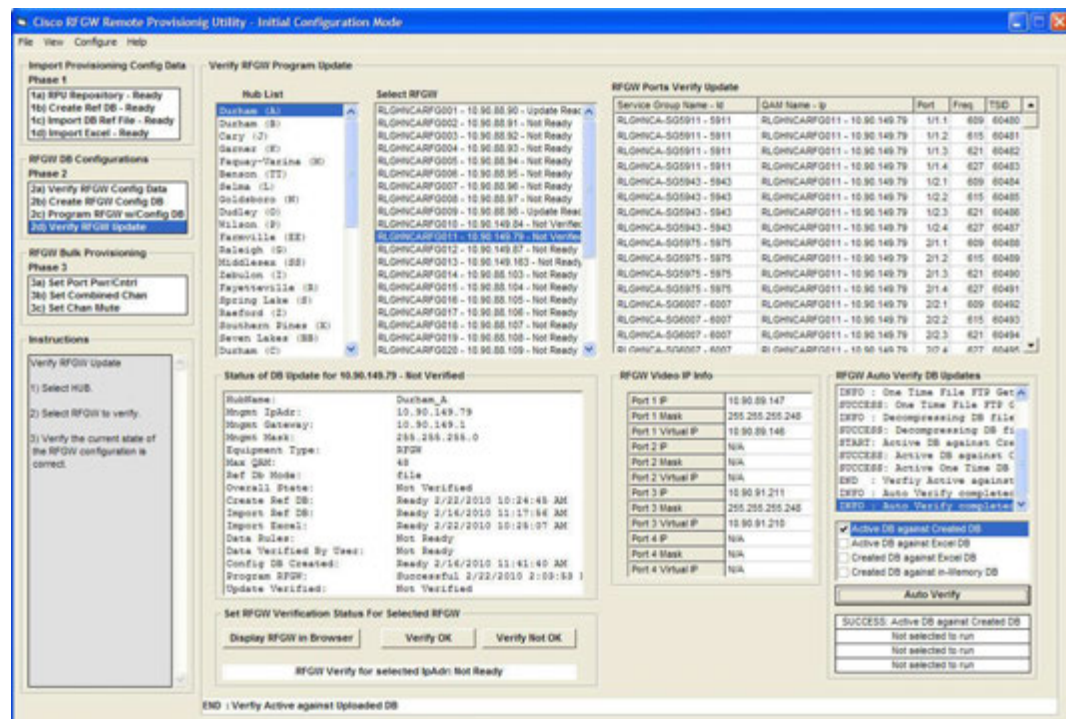 Cisco RFGW Remote Provisionig Utility - Initial Configuration Mode
File View Configure Help
Import Provisioning Config Data
Phase 1
1a) RPU Repository - Ready
1b) Create Ref DB - Ready
1c) Import DB Ref File - Ready
1d) Import Excel - Ready
RFGW DB Configurations
Phase 2
2a) Verify RFGW Config Data
2b) Create RFGW Config DB
2c) Program RFGW w/Config DB
2d) Verify RFGW Update
RFGW Bulk Provisioning
Phase 3
3a) Set Port Pwr/Cntrl
3b) Set Combined Chan
3c) Set Chan Mute
Instructions
Verify RFGW Update
1) Select HUB.
2) Select RFGW to verify.
3) Verify the current state of
the RFGW configuration is
correct.
Verify RFGW Program Update
Hub List
Durham (A)
Durham (B)
Cary (J)
Garner (K)
Fuquay-Varina (M)
Benson (TT)
Selma (L)
Goldsboro (N)
Dudley (O)
Wilson (P)
Farmville (EE)
Raleigh (G)
Middlesex (SS)
Zebulon (I)
Fayetteville (R)
Spring Lake (S)
Raeford (Z)
Southern Pines (X)
Seven Lakes (BB)
Durham (C)
Select RFGW
RLGHNCARFG001 - 10.90.88.90 - Update Reac
RLGHNCARFG002 - 10.90.88.91 - Not Ready
RLGHNCARFG003 - 10.90.88.92 - Not Ready
RLGHNCARFG004 - 10.90.88.93 - Not Ready
RLGHNCARFG005 - 10.90.88.94 - Not Ready
RLGHNCARFG006 - 10.90.88.95 - Not Ready
RLGHNCARFG007 - 10.90.88.96 - Not Ready
RLGHNCARFG008 - 10.90.88.97 - Not Ready
RLGHNCARFG009 - 10.90.88.98 - Update Reac
RLGHNCARFG010 - 10.90.149.84 - Not Verified
RLGHNCARFG011 - 10.90.149.79 - Not Verified
RLGHNCARFG012 - 10.90.149.87 - Not Ready
RLGHNCARFG013 - 10.90.149.163 - Not Ready
RLGHNCARFG014 - 10.90.88.103 - Not Ready
RLGHNCARFG015 - 10.90.88.104 - Not Ready
RLGHNCARFG016 - 10.90.88.105 - Not Ready
RLGHNCARFG017 - 10.90.88.106 - Not Ready
RLGHNCARFG018 - 10.90.88.107 - Not Ready
RLGHNCARFG019 - 10.90.88.108 - Not Ready
RLGHNCARFG020 - 10.90.88.109 - Not Ready
RFGW Ports Verify Update
Service Group Name - Id QAM Name - Ip Port Freq TSID
RLGHNCA-SG5911 - 5911 RLGHNCARFG011 - 10.90.149.79 1/1.1 609 60480
RLGHNCA-SG5911 - 5911 RLGHNCARFG011 - 10.90.149.79 1/1.2 615 60481
RLGHNCA-SG5911 - 5911 RLGHNCARFG011 - 10.90.149.79 1/1.3 621 60482
RLGHNCA-SG5911 - 5911 RLGHNCARFG011 - 10.90.149.79 1/1.4 627 60483
RLGHNCA-SG5943 - 5943 RLGHNCARFG011 - 10.90.149.79 1/2.1 609 60484
RLGHNCA-SG5943 - 5943 RLGHNCARFG011 - 10.90.149.79 1/2.2 615 60485
RLGHNCA-SG5943 - 5943 RLGHNCARFG011 - 10.90.149.79 1/2.3 621 60486
RLGHNCA-SG5943 - 5943 RLGHNCARFG011 - 10.90.149.79 1/2.4 627 60487
RLGHNCA-SG5975 - 5975 RLGHNCARFG011 - 10.90.149.79 2/1.1 609 60488
RLGHNCA-SG5975 - 5975 RLGHNCARFG011 - 10.90.149.79 2/1.2 615 60489
RLGHNCA-SG5975 - 5975 RLGHNCARFG011 - 10.90.149.79 2/1.3 621 60490
RLGHNCA-SG5975 - 5975 RLGHNCARFG011 - 10.90.149.79 2/1.4 627 60491
RLGHNCA-SG6007 - 6007 RLGHNCARFG011 - 10.90.149.79 2/2.1 609 60492
RLGHNCA-SG6007 - 6007 RLGHNCARFG011 - 10.90.149.79 2/2.2 615 60493
RLGHNCA-SG6007 - 6007 RLGHNCARFG011 - 10.90.149.79 2/2.3 621 60494
RLGHNCA-SG6007 - 6007 RLGHNCARFG011 - 10.90.149.79 2/2.4 627 60495
Status of DB Update for 10.90.149.79 - Not Verified
HubName: Durham_A
Mngmt IpAdr: 10.90.149.79
Mngmt Gateway: 10.90.149.1
Mngmt Mask: 255.255.255.0
Equipment Type: RFGW
Max QAM: 48
Ref Db Mode: file
Overall State: Not Verified
Create Ref DB: Ready 2/22/2010 10:24:45 AM
Import Ref DB: Ready 2/16/2010 11:17:56 AM
Import Excel: Ready 2/22/2010 10:25:07 AM
Data Rules: Not Ready
Data Verified By User: Not Ready
Config DB Created: Ready 2/16/2010 11:41:40 AM
Program RFGW: Successful 2/22/2010 2:03:53
Update Verified: Not Verified
Set RFGW Verification Status For Selected RFGW
Display RFGW in Browser Verify OK Verify Not OK
RFGW Verify for selected IpAdr: Not Ready
RFGW Video IP Info
Port 1 IP 10.90.89.147
Port 1 Mask 255.255.255.248
Port 1 Virtual IP 10.90.89.146
Port 2 IP N/A
Port 2 Mask N/A
Port 2 Virtual IP N/A
Port 3 IP 10.90.91.211
Port 3 Mask 255.255.255.248
Port 3 Virtual IP 10.90.91.210
Port 4 IP N/A
Port 4 Mask N/A
Port 4 Virtual IP N/A
RFGW Auto Verify DB Updates
INFO : One Time File FTP Get
SUCCESS: One Time File FTP G
INFO : Decompressing DB file
SUCCESS: Decompressing DB fi
START: Active DB against Cre
SUCCESS: Active DB against C
SUCCESS: Active One Time DB
END : Verfiy Active against
INFO : Auto Verify completed
INFO : Auto Verify completed
Active DB against Created DB
Active DB against Excel DB
Created DB against Excel DB
Created DB against in-Memory DB
Auto Verify
SUCCESS: Active DB against Created DB
Not selected to run
Not selected to run
Not selected to run
END : Verfiy Active against Uploaded DB